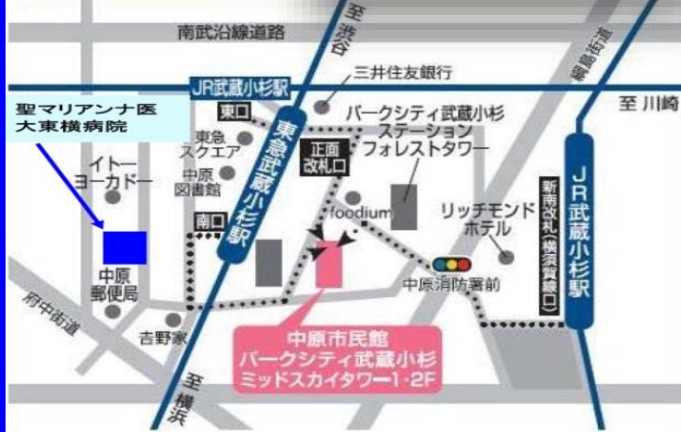 南武沿線道路
至 渋谷
綱島街道
三井住友銀行
JR武蔵小杉駅
至 川崎
聖マリアンナ医
大東横病院
東口
東急
スクエア
東急武蔵小杉駅
正面
改札口
パークシティ武蔵小杉
ステーション
フォレストタワー
イトー
ヨーカドー
中原
図書館
南口
foodium
リッチモンド
ホテル
新南改札(横須賀線口)
JR武蔵小杉駅
中原
郵便局
中原消防署前
府中街道
吉野家
中原市民館
パークシティ武蔵小杉
ミッドスカイタワー1・2F
至 横浜